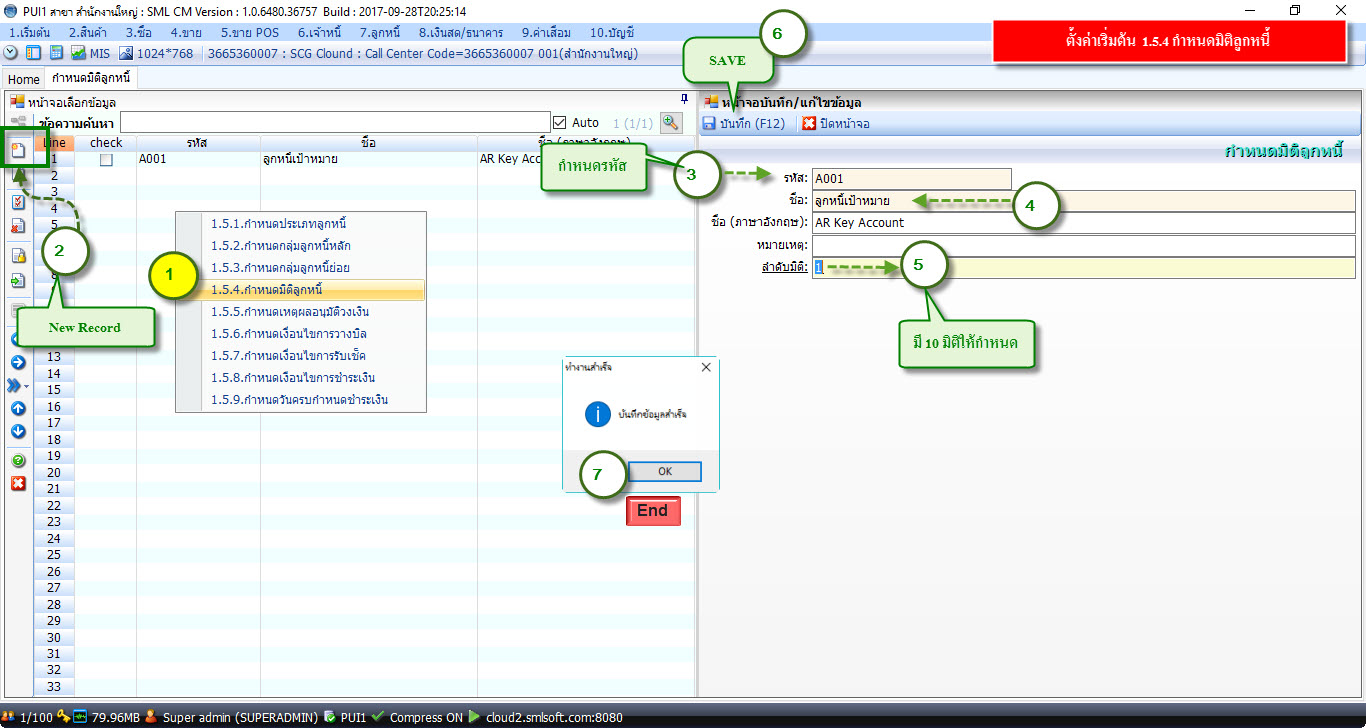 PUI1 สาขา สำนักงานใหญ่ : SML CM Version : 1.0.6480.36757 Build : 2017-09-28T20:25:14
1.เริ่มต้น 2.สินค้า 3.ซื้อ 4.ขาย 5.ขาย POS 6.เจ้าหนี้ 7.ลูกหนี้ 8.เงินสด/ธนาคาร 9.ค่าเสื่อม 10.บัญชี
ตั้งค่าเริ่มต้น 1.5.4 กำหนดมิติลูกหนี้
MIS 1024*768 3665360007 : SCG Clound : Call Center Code=3665360007 001(สำนักงานใหญ่)
6
SAVE
Home กำหนดมิติลูกหนี้
หน้าจอเลือกข้อมูล
หน้าจอบันทึก/แก้ไขข้อมูล
ข้อความค้นหา Auto 1 (1/1)
บันทึก (F12) ปิดหน้าจอ
Line check รหัส ชื่อ ชื่อ (ภาษาอังกฤษ)
กำหนดมิติลูกหนี้
1 A001 ลูกหนี้เป้าหมาย AR Key Acc
กำหนดรหัส
3
รหัส: A001
ชื่อ: ลูกหนี้เป้าหมาย
4
ชื่อ (ภาษาอังกฤษ): AR Key Account
หมายเหตุ:
ลำดับมิติ: 1
5
มี 10 มิติให้กำหนด
2
3
4
5
8
2
New Record
1
1.5.1.กำหนดประเภทลูกหนี้
1.5.2.กำหนดกลุ่มลูกหนี้หลัก
1.5.3.กำหนดกลุ่มลูกหนี้ย่อย
1.5.4.กำหนดมิติลูกหนี้
1.5.5.กำหนดเหตุผลอนุมัติวงเงิน
1.5.6.กำหนดเงื่อนไขการวางบิล
1.5.7.กำหนดเงื่อนไขการรับเช็ค
1.5.8.กำหนดเงื่อนไขการชำระเงิน
1.5.9.กำหนดวันครบกำหนดชำระเงิน
13
14
15
16
17
18
19
20
21
22
23
24
25
26
27
28
29
30
31
32
33
ทำงานสำเร็จ
บันทึกข้อมูลสำเร็จ
7
OK
End
1/100 79.96MB Super admin (SUPERADMIN) PUI1 Compress ON cloud2.smlsoft.com:8080